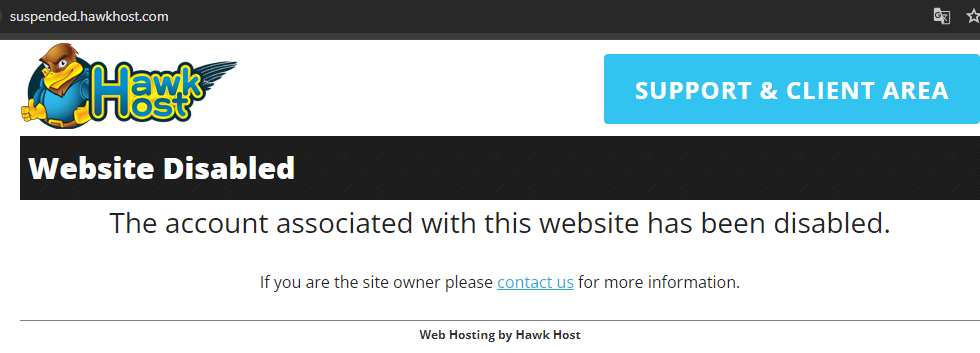 suspended.hawkhost.com
Hawk
Host
SUPPORT & CLIENT AREA
Website Disabled
The account associated with this website has been disabled.
If you are the site owner please contact us for more information.
Web Hosting by Hawk Host